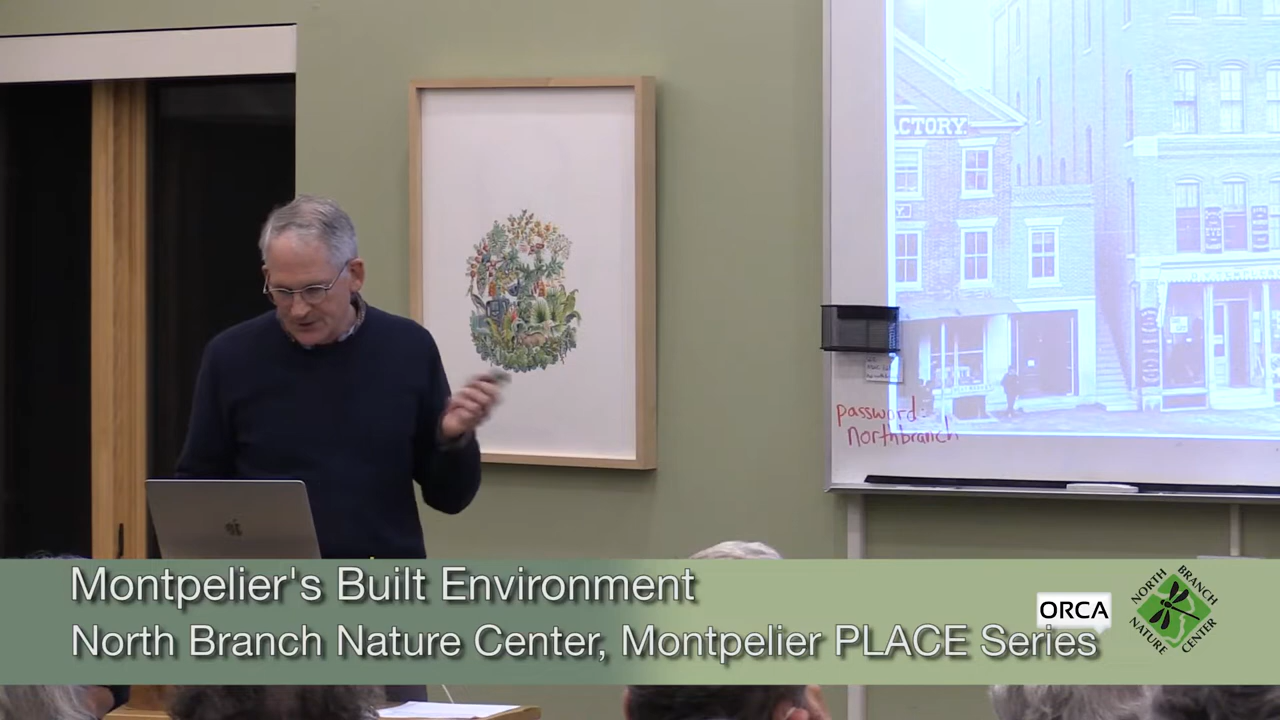 CTORY.
password:
Northbranch
Montpelier's Built Environment
North Branch Nature Center, Montpelier PLACE Series
ORCA
NORTH BRANCH
NATURE CENTER